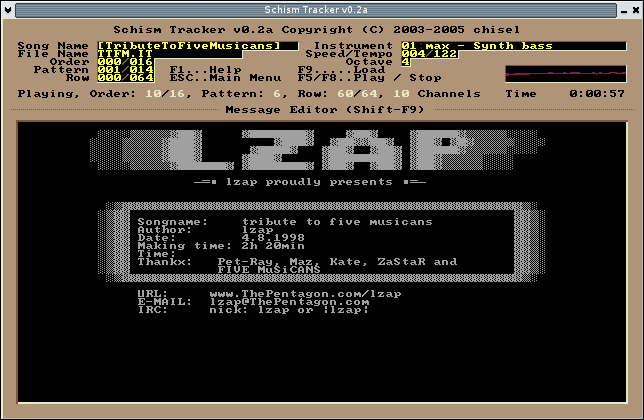 Schism Tracker v0.2a
Schism Tracker v0.2a Copyright (C) 2003-2005 chisel
Song Name [TributeToFiveMusicans] Instrument 01 max - Synth bass
File Name TTFM.IT Speed/Tempo 004/122
Order 000/016 Octave 4
Pattern 001/014 F1...Help F9.....Load
Row 000/064 ESC..Main Menu F5/F8..Play / Stop
Playing, Order: 10/16, Pattern: 6, Row: 60/64, 10 Channels Time 0:00:57
Message Editor (Shift-F9)
LZAP
lzap proudly presents
Songname: tribute to five musicans
Author: lzap
Date: 4.8.1998
Making time: 2h 20min
Time:
Thankx: Pet-Ray, Maz, Kate, ZaStaR and
FIVE MuSiCANS
URL: www.ThePentagon.com/lzap
E-MAIL: lzap@ThePentagon.com
IRC: nick: lzap or |lzap|